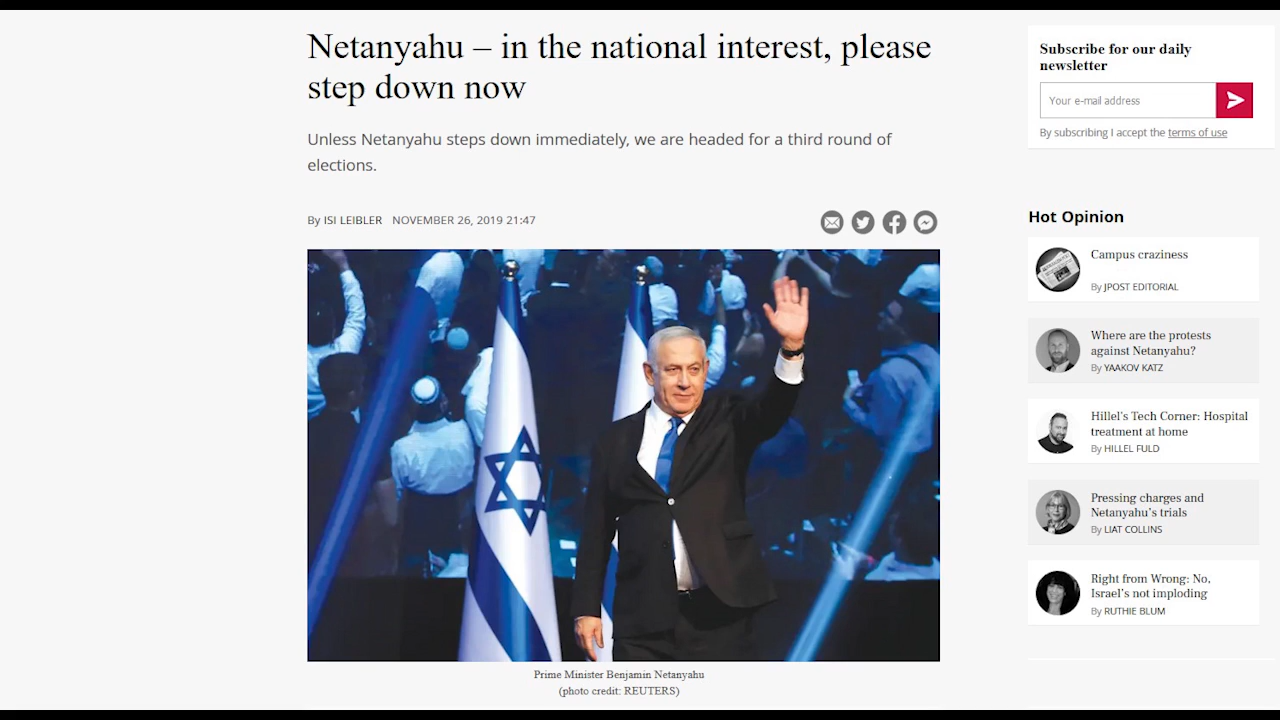 Netanyahu – in the national interest, please
step down now
Unless Netanyahu steps down immediately, we are headed for a third round of
elections.
By ISI LEIBLER NOVEMBER 26, 2019 21:47
Prime Minister Benjamin Netanyahu
(photo credit: REUTERS)
Subscribe for our daily
newsletter
Your e-mail address
By subscribing I accept the terms of use
Hot Opinion
Campus craziness
By JPOST EDITORIAL
Where are the protests
against Netanyahu?
By YAAKOV KATZ
Hillel's Tech Corner: Hospital
treatment at home
By HILLEL FULD
Pressing charges and
Netanyahu's trials
By LIAT COLLINS
Right from Wrong: No,
Israel's not imploding
By RUTHIE BLUM